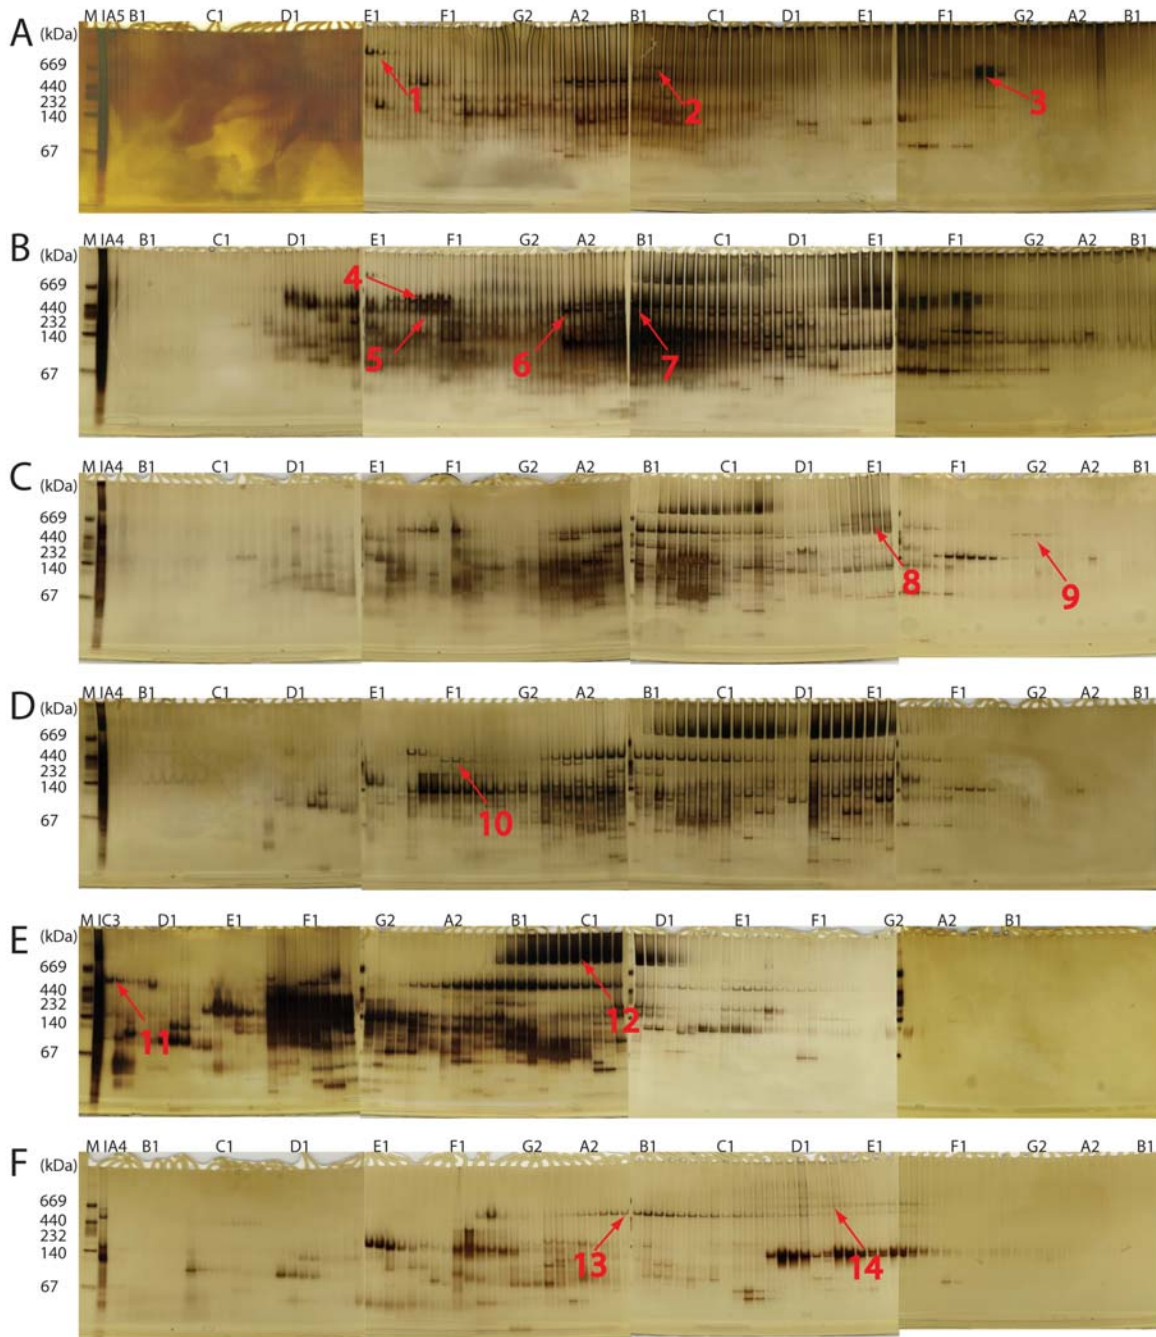 M IA5 B1 C1 D1 E1 F1 G2 A2 B1 C1 D1 E1 F1 G2 A2 B1
A
(kDa)
669
440
232
140
67
1
2
3
M IA4 B1 C1 D1 E1 F1 G2 A2 B1 C1 D1 E1 F1 G2 A2 B1
B
(kDa)
669
440
232
140
67
4
5
6
7
M IA4 B1 C1 D1 E1 F1 G2 A2 B1 C1 D1 E1 F1 G2 A2 B1
C
(kDa)
669
440
232
140
67
8
9
M IA4 B1 C1 D1 E1 F1 G2 A2 B1 C1 D1 E1 F1 G2 A2 B1
D
(kDa)
669
440
232
140
67
10
M IC3 D1 E1 F1 G2 A2 B1 C1 D1 E1 F1 G2 A2 B1
E
(kDa)
669
440
232
140
67
11
12
M IA4 B1 C1 D1 E1 F1 G2 A2 B1 C1 D1 E1 F1 G2 A2 B1
F
(kDa)
669
440
232
140
67
13
14